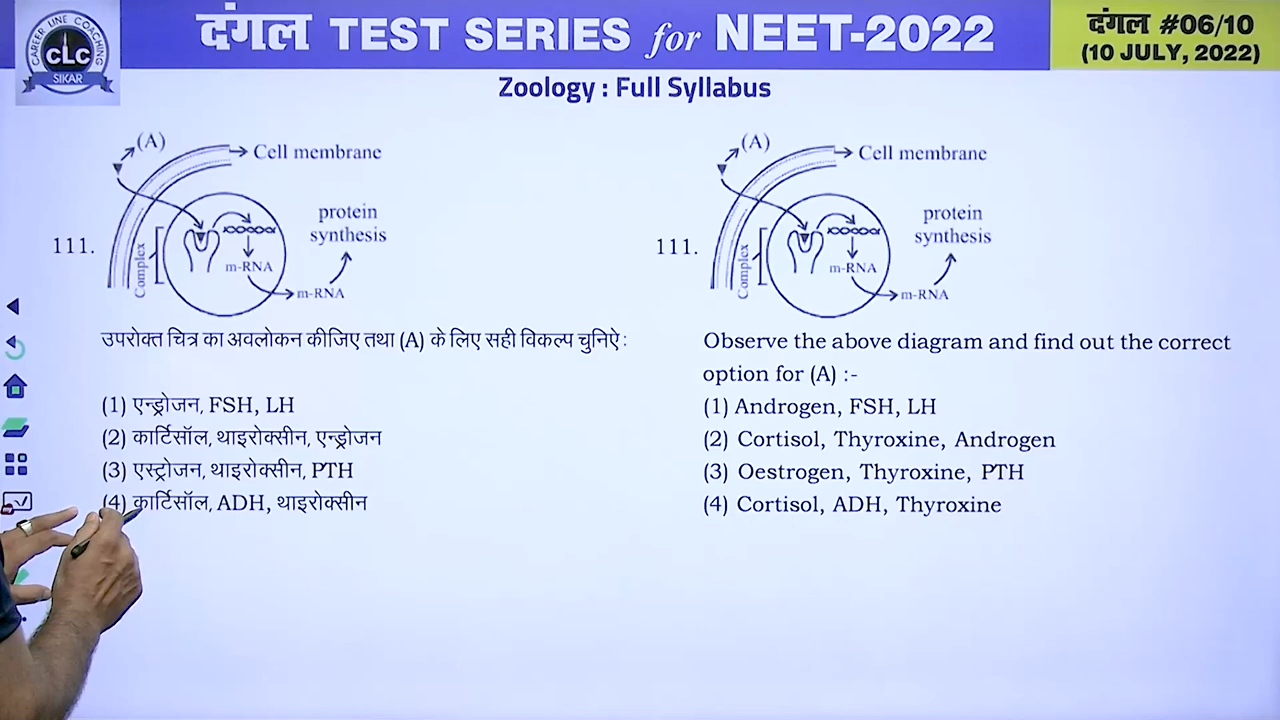 दंगल TEST SERIES for NEET-2022
दंगल #06/10
(10 JULY, 2022)
CAREER LINE COACHING
CLC
SIKAR
Zoology : Full Syllabus
111.
(A)
Cell membrane
protein
synthesis
Complex
m-RNA
m-RNA
उपरोक्त चित्र का अवलोकन कीजिए तथा (A) के लिए सही विकल्प चुनिऐ :
(1) एन्ड्रोजन, FSH, LH
(2) कार्टिसॉल, थाइरोक्सीन, एन्ड्रोजन
(3) एस्ट्रोजन, थाइरोक्सीन, PTH
(4) कार्टिसॉल, ADH, थाइरोक्सीन
111.
(A)
Cell membrane
protein
synthesis
Complex
m-RNA
m-RNA
Observe the above diagram and find out the correct
option for (A) :-
(1) Androgen, FSH, LH
(2) Cortisol, Thyroxine, Androgen
(3) Oestrogen, Thyroxine, PTH
(4) Cortisol, ADH, Thyroxine